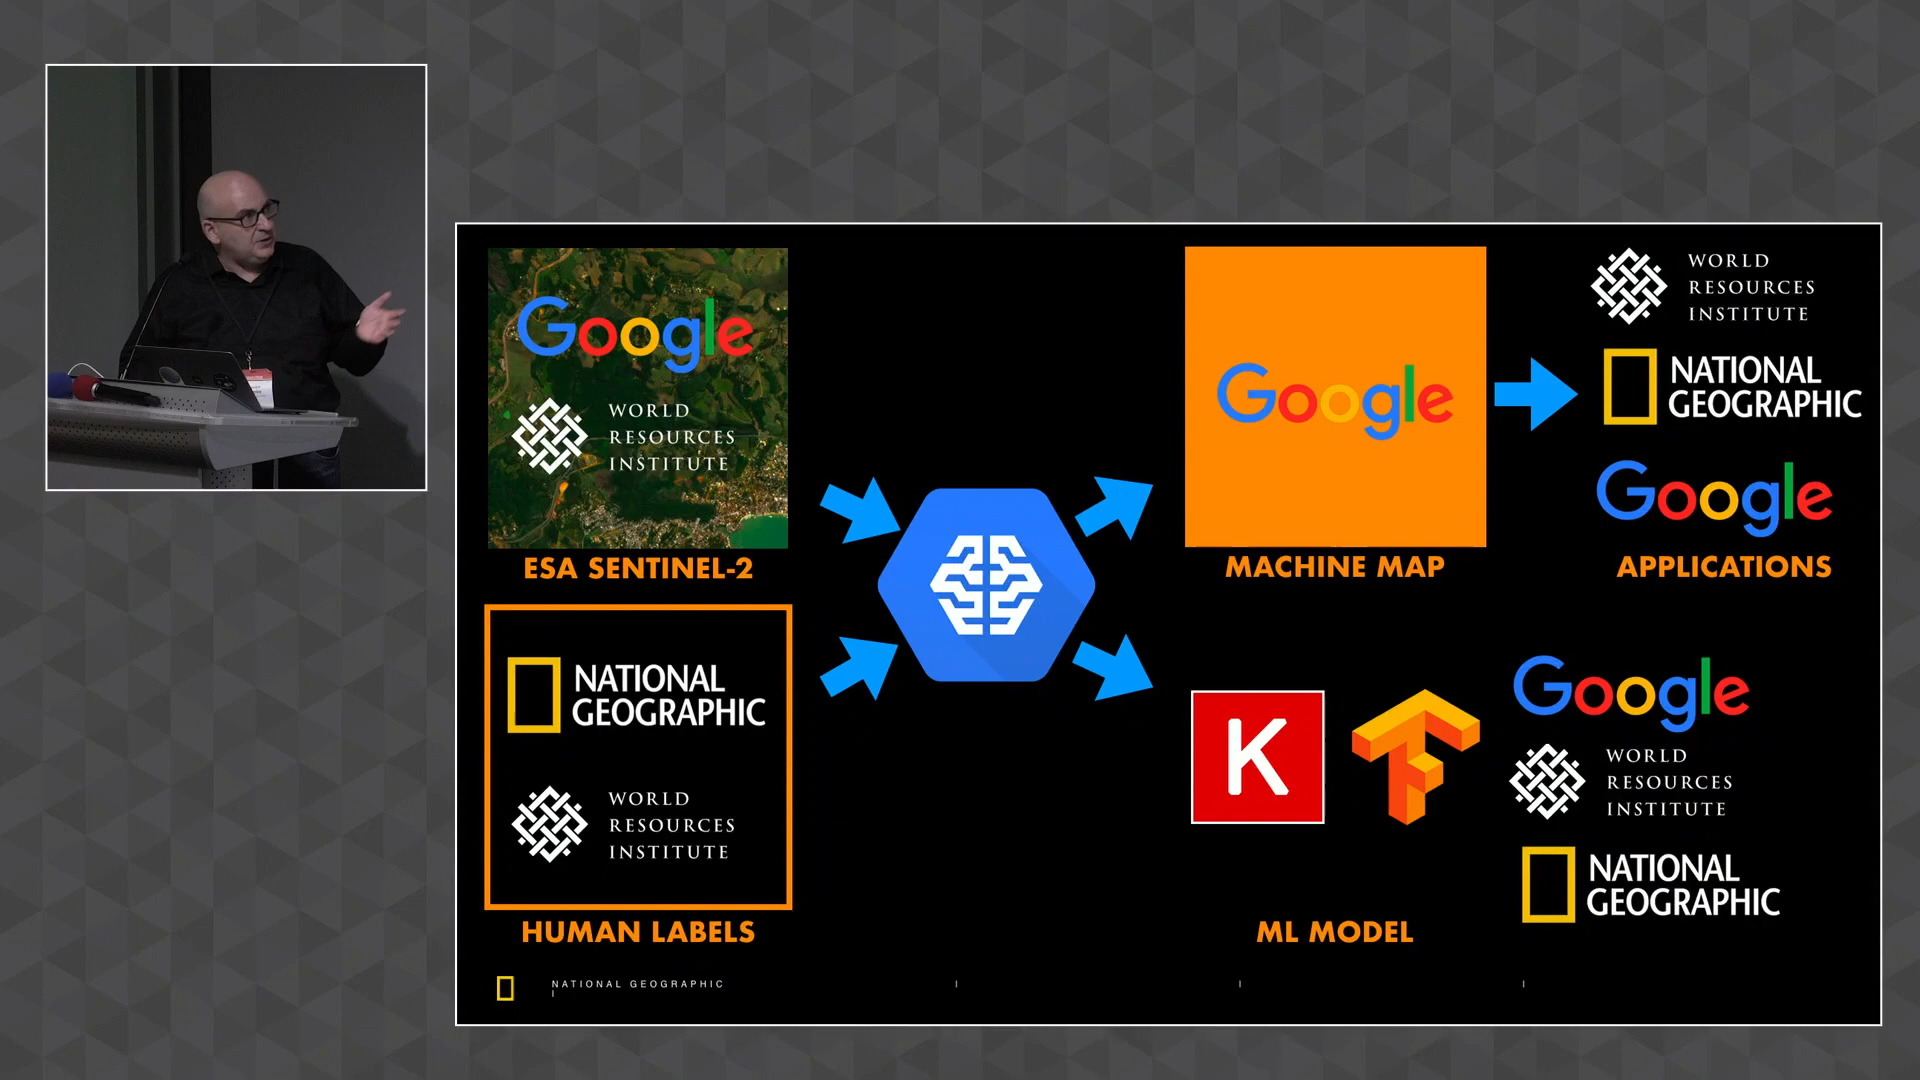 Google
WORLD
RESOURCES
INSTITUTE
ESA SENTINEL-2
NATIONAL
GEOGRAPHIC
WORLD
RESOURCES
INSTITUTE
HUMAN LABELS
Google
MACHINE MAP
WORLD
RESOURCES
INSTITUTE
NATIONAL
GEOGRAPHIC
Google
APPLICATIONS
K
Google
WORLD
RESOURCES
INSTITUTE
NATIONAL
GEOGRAPHIC
ML MODEL
NATIONAL GEOGRAPHIC